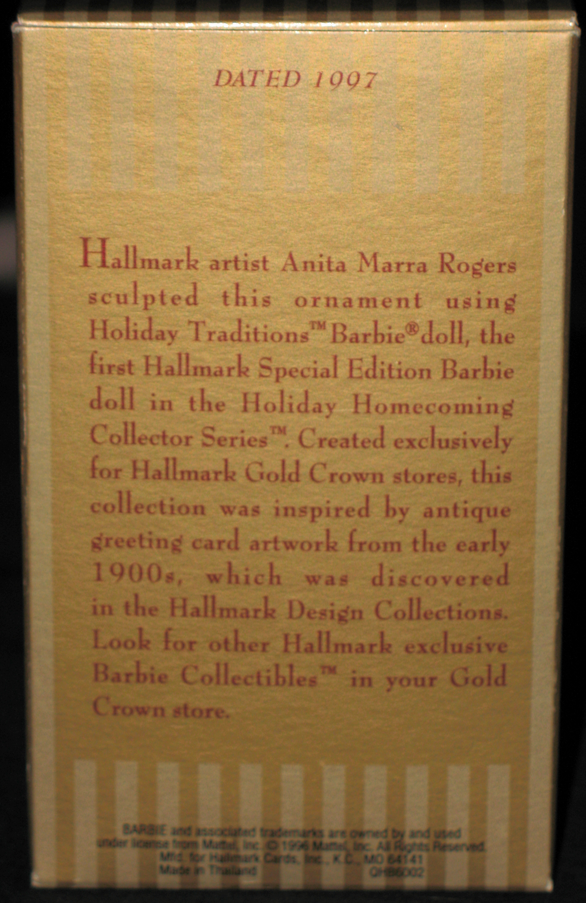 DATED 1997
Hallmark artist Anita Marra Rogers
sculpted this ornament using
Holiday Traditions™ Barbie® doll, the
first Hallmark Special Edition Barbie
doll in the Holiday Homecoming
Collector Series™. Created exclusively
for Hallmark Gold Crown stores, this
collection was inspired by antique
greeting card artwork from the early
1900s, which was discovered
in the Hallmark Design Collections.
Look for other Hallmark exclusive
Barbie Collectibles™ in your Gold
Crown store.
BARBIE and associated trademarks are owned by and used
under license from Mattel, Inc. © 1996 Mattel, Inc. All Rights Reserved.
Mfd. for Hallmark Cards, Inc., K.C., MO 64141
Made in Thailand QHB6002